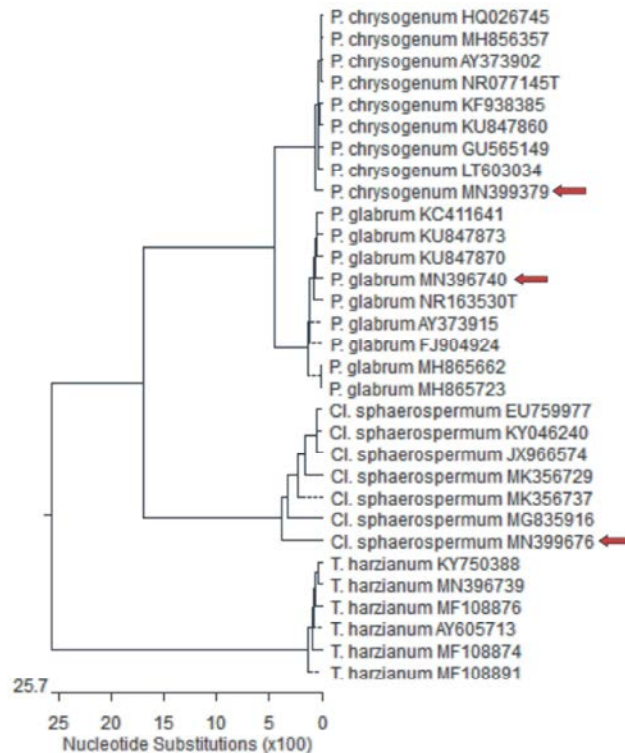 P. chrysogenum HQ026745
P. chrysogenum MH856357
P. chrysogenum AY373902
P. chrysogenum NR077145T
P. chrysogenum KF938385
P. chrysogenum KU847860
P. chrysogenum GU565149
P. chrysogenum LT603034
P. chrysogenum MN399379
P. glabrum KC411641
P. glabrum KU847873
P. glabrum KU847870
P. glabrum MN396740
P. glabrum NR163530T
P. glabrum AY373915
P. glabrum FJ904924
P. glabrum MH865662
P. glabrum MH865723
Cl. sphaerospermum EU759977
Cl. sphaerospermum KY046240
Cl. sphaerospermum JX966574
Cl. sphaerospermum MK356729
Cl. sphaerospermum MK356737
Cl. sphaerospermum MG835916
Cl. sphaerospermum MN399676
T. harzianum KY750388
T. harzianum MN396739
T. harzianum MF108876
T. harzianum AY605713
T. harzianum MF108874
T. harzianum MF108891
25.7
25 20 15 10 5 0
Nucleotide Substitutions (x100)